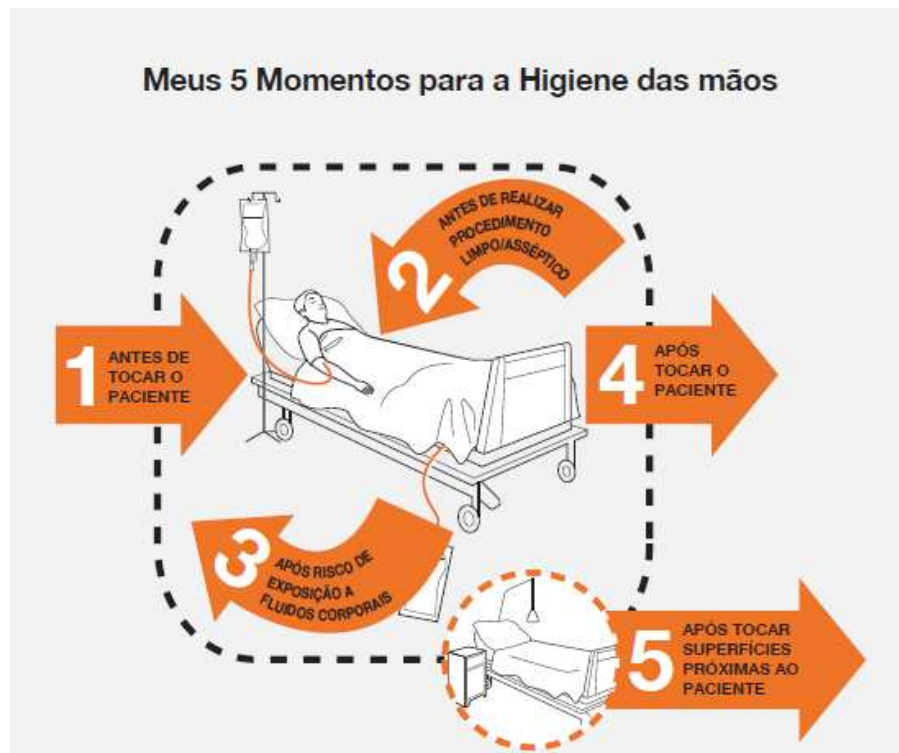 Meus 5 Momentos para a Higiene das mãos
1
ANTES DE
TOCAR O
PACIENTE
2
ANTES DE REALIZAR
PROCEDIMENTO
LIMPO/ASSÉPTICO
3
APÓS RISCO DE
EXPOSIÇÃO A
FLUIDOS CORPORAIS
4
APÓS
TOCAR O
PACIENTE
5
APÓS TOCAR
SUPERFÍCIES
PRÓXIMAS AO
PACIENTE